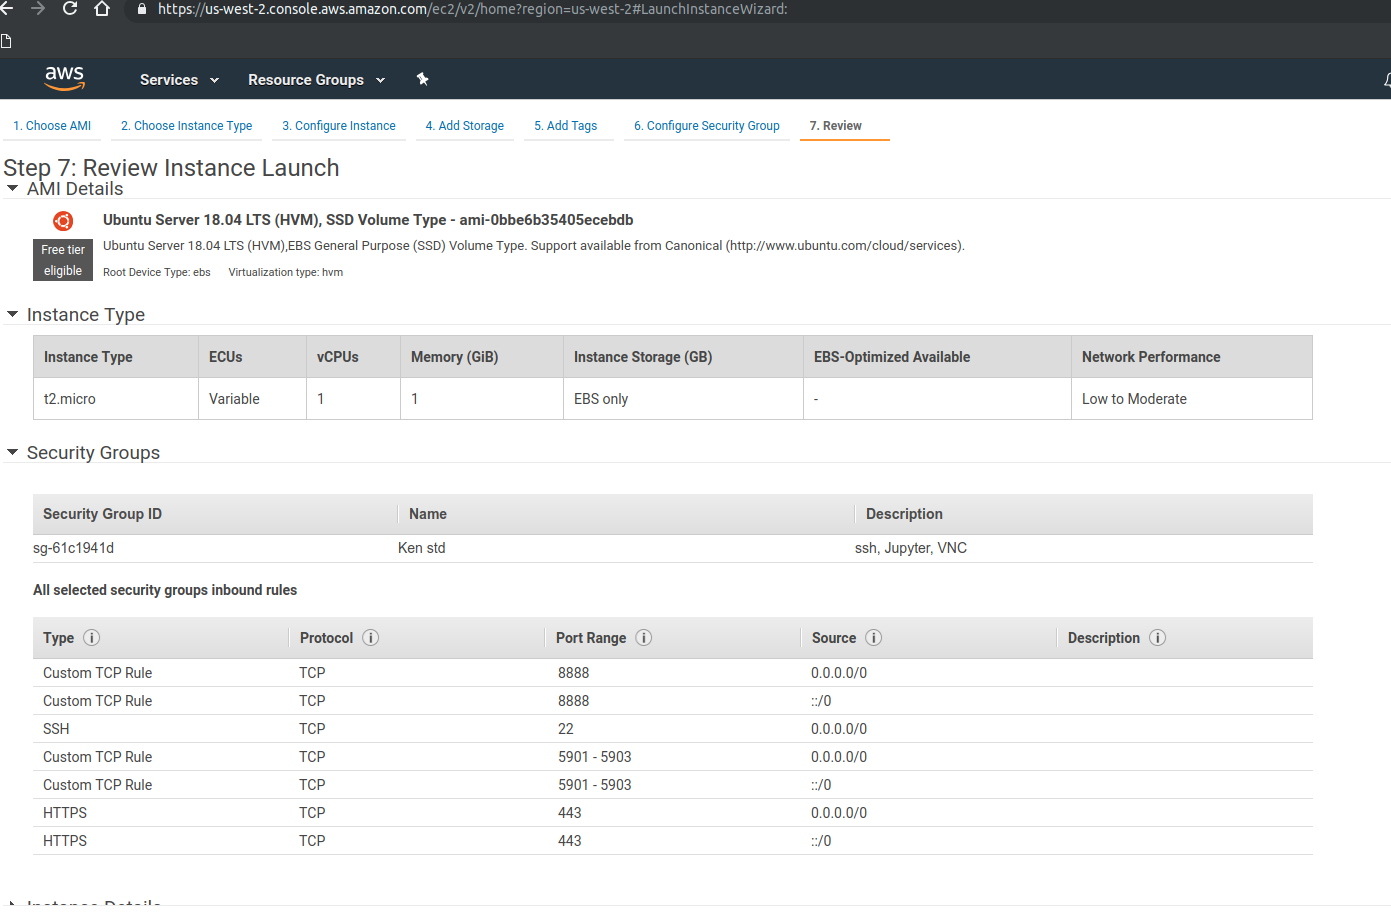 https://us-west-2.console.aws.amazon.com/ec2/v2/home?region=us-west-2#LaunchInstanceWizard:
aws Services Resource Groups
1. Choose AMI 2. Choose Instance Type 3. Configure Instance 4. Add Storage 5. Add Tags 6. Configure Security Group 7. Review
Step 7: Review Instance Launch
AMI Details
Ubuntu Server 18.04 LTS (HVM), SSD Volume Type - ami-0bbe6b35405ecebdb
Free tier eligible
Ubuntu Server 18.04 LTS (HVM),EBS General Purpose (SSD) Volume Type. Support available from Canonical (http://www.ubuntu.com/cloud/services).
Root Device Type: ebs Virtualization type: hvm
Instance Type
Instance Type ECUs vCPUs Memory (GiB) Instance Storage (GB) EBS-Optimized Available Network Performance
t2.micro Variable 1 1 EBS only - Low to Moderate
Security Groups
Security Group ID Name Description
sg-61c1941d Ken std ssh, Jupyter, VNC
All selected security groups inbound rules
Type Protocol Port Range Source Description
Custom TCP Rule TCP 8888 0.0.0.0/0
Custom TCP Rule TCP 8888 ::/0
SSH TCP 22 0.0.0.0/0
Custom TCP Rule TCP 5901 - 5903 0.0.0.0/0
Custom TCP Rule TCP 5901 - 5903 ::/0
HTTPS TCP 443 0.0.0.0/0
HTTPS TCP 443 ::/0
Instance Details